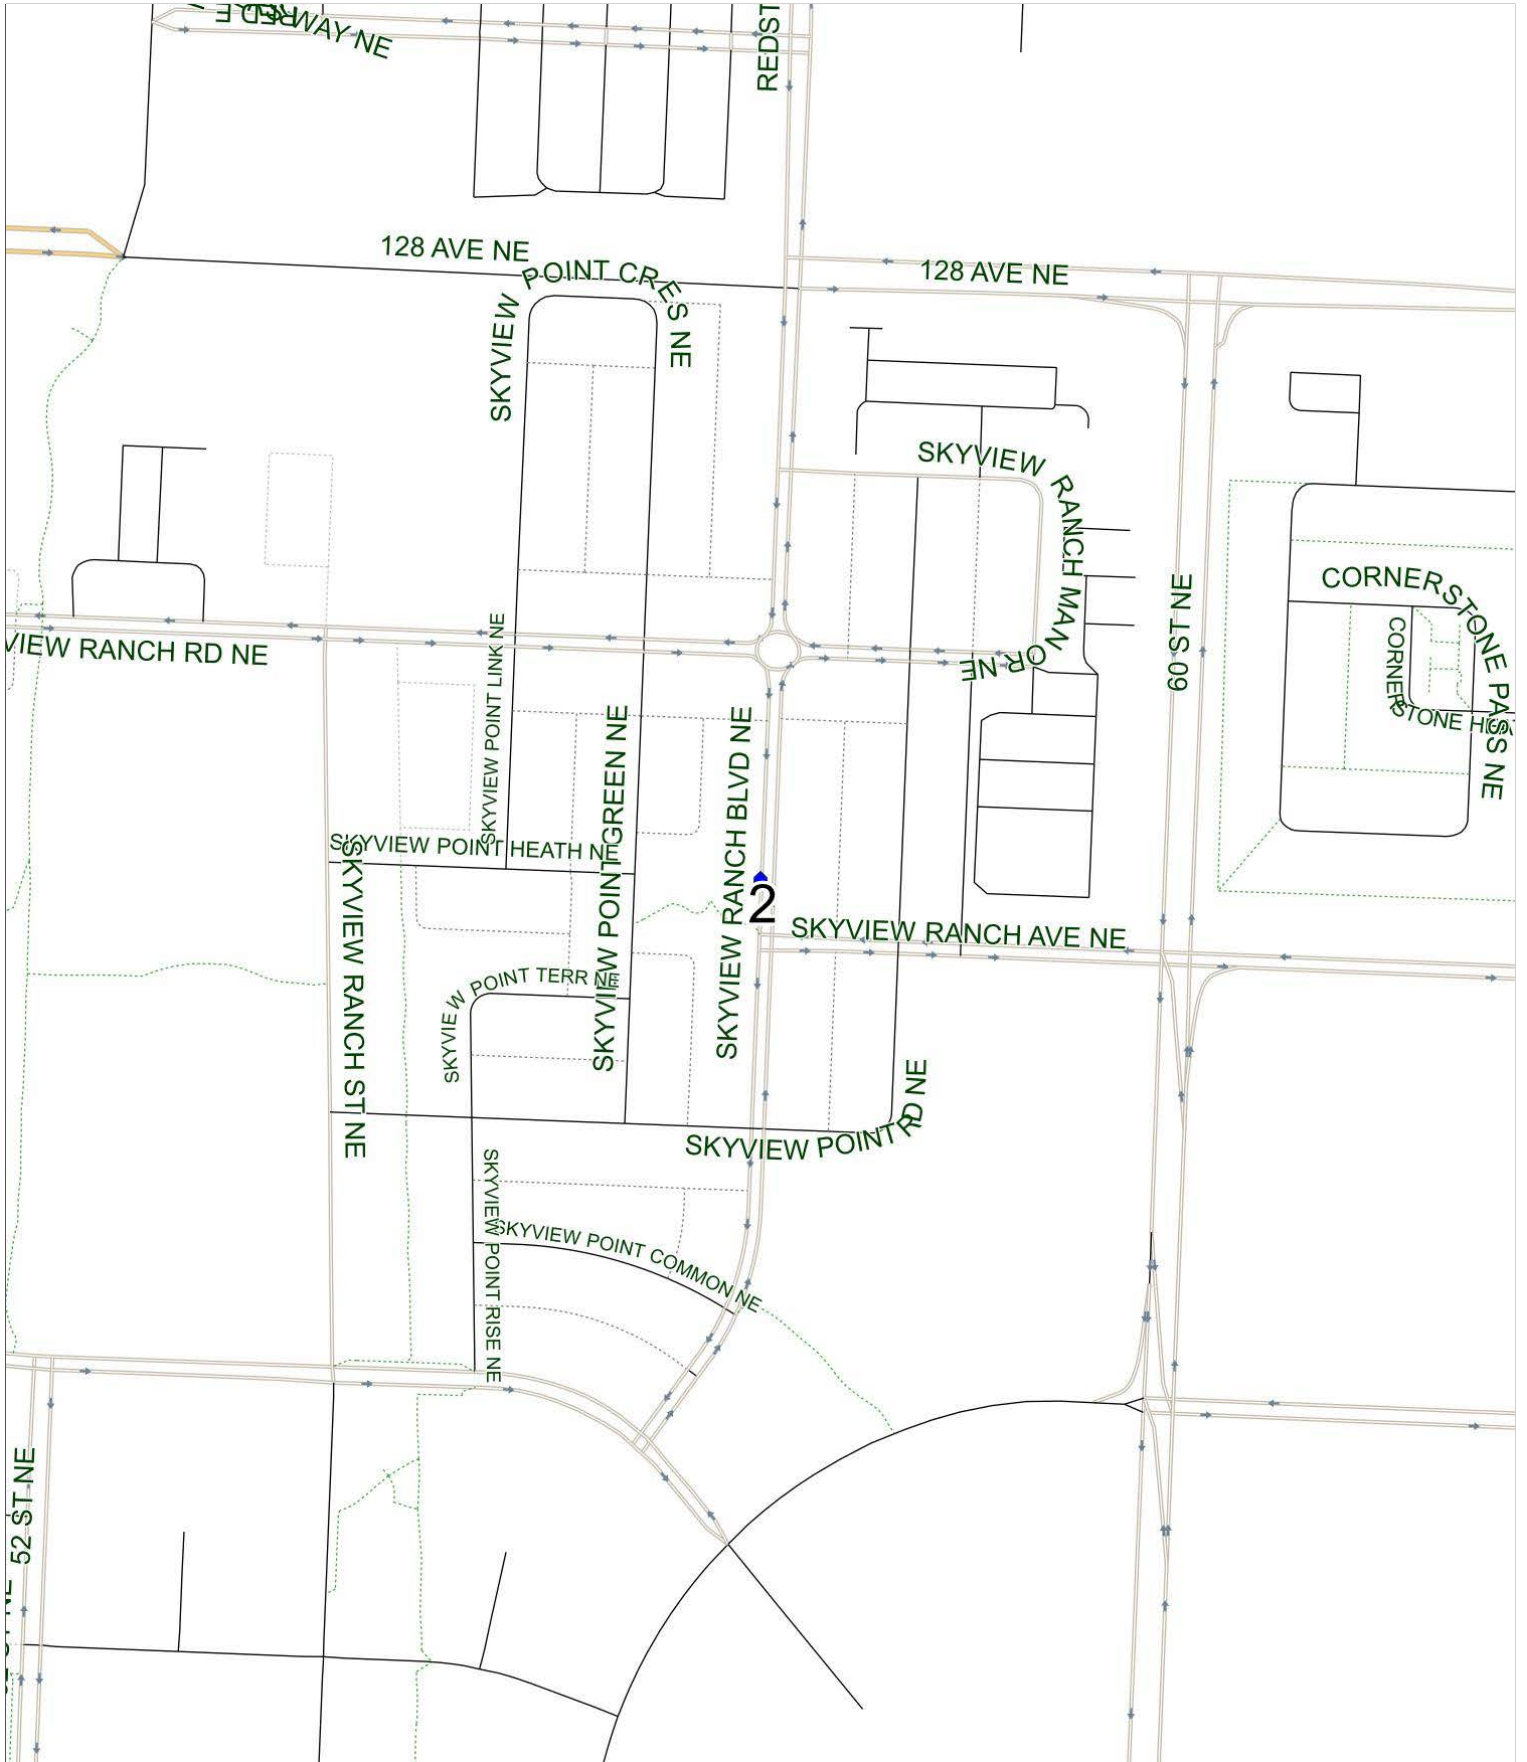 WAY NE
REDST
128 AVE NE
128 AVE NE
SKYVIEW POINT CRES NE
SKYVIEW RANCH MANOR NE
CORNERSTONE PASS NE
60 ST NE
VIEW RANCH RD NE
SKYVIEW POINT LINK NE
SKYVIEW POINT GREEN NE
SKYVIEW RANCH BLVD NE
SKYVIEW POINT HEATH NE
SKYVIEW RANCH ST NE
2
SKYVIEW RANCH AVE NE
SKYVIEW POINT TERR NE
SKYVIEW POINT RD NE
SKYVIEW POINT RISE NE
SKYVIEW POINT COMMON NE
52 ST NE